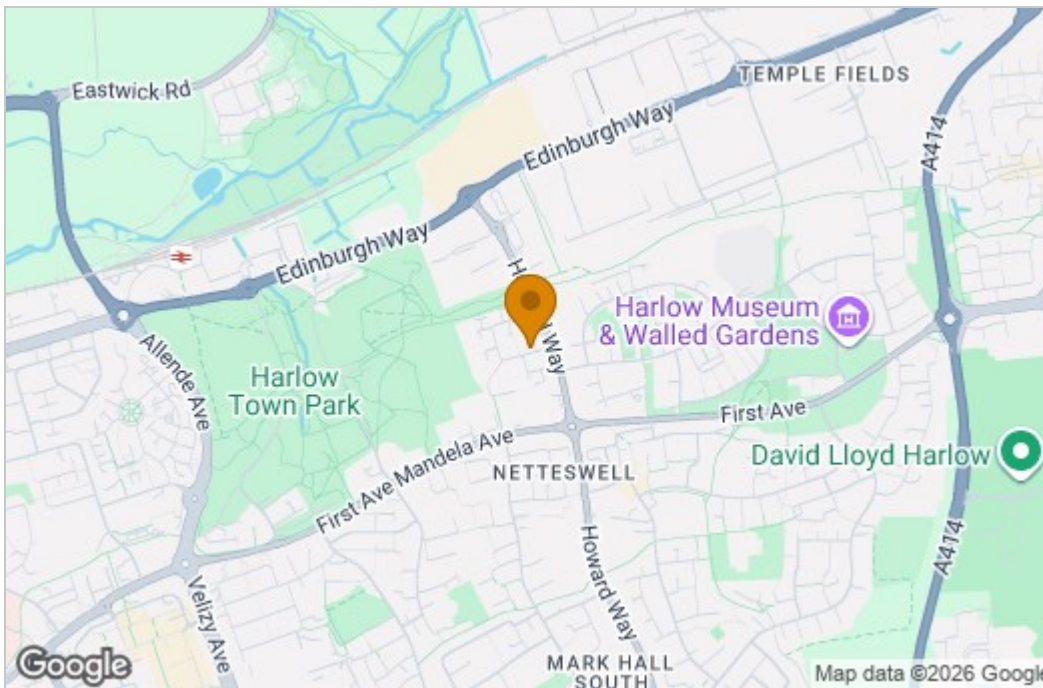 Eastwick Rd
TEMPLE FIELDS
Edinburgh Way
A414
Edinburgh Way
Harlow Museum
& Walled Gardens
Allende Ave
Harlow
Town Park
First Ave
First Ave Mandela Ave
David Lloyd Harlow
NETTESWELL
Howard Way
A414
Velizy Ave
MARK HALL
SOUTH
Google
Map data ©2026 Google